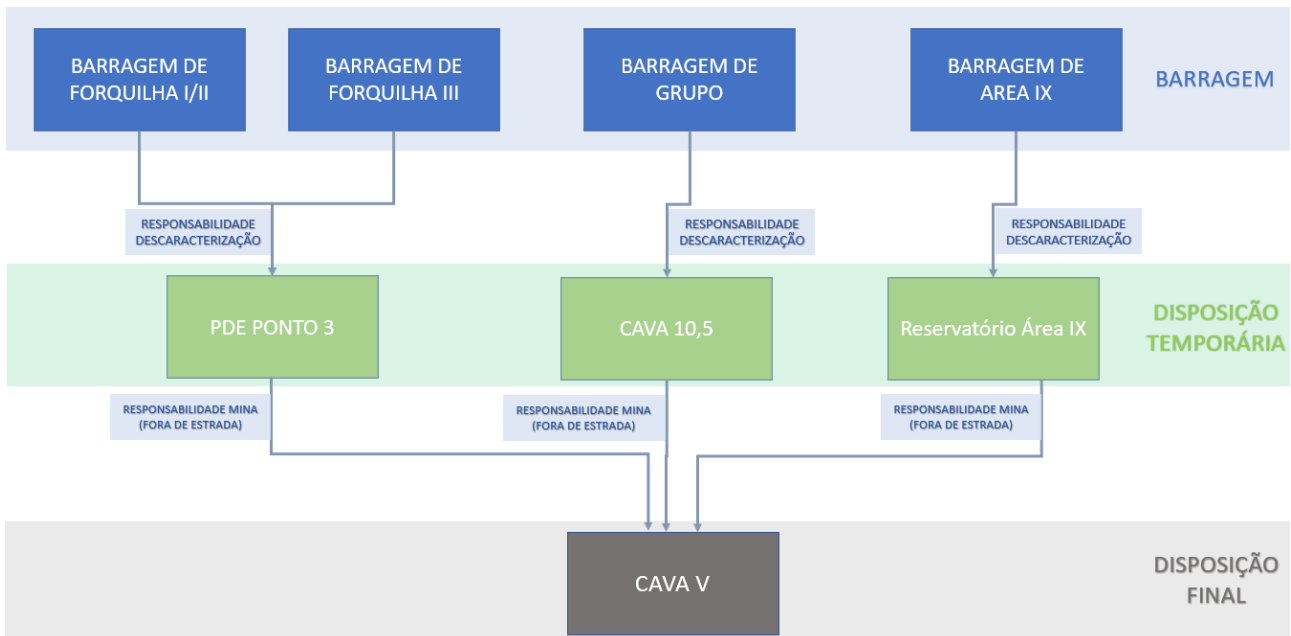 BARRAGEM DE
FORQUILHA I/II
BARRAGEM DE
FORQUILHA III
BARRAGEM DE
GRUPO
BARRAGEM DE
AREA IX
BARRAGEM
RESPONSABILIDADE
DESCARACTERIZAÇÃO
RESPONSABILIDADE
DESCARACTERIZAÇÃO
RESPONSABILIDADE
DESCARACTERIZAÇÃO
PDE PONTO 3
CAVA 10,5
Reservatório Área IX
DISPOSIÇÃO
TEMPORÁRIA
RESPONSABILIDADE MINA
(FORA DE ESTRADA)
RESPONSABILIDADE MINA
(FORA DE ESTRADA)
RESPONSABILIDADE MINA
(FORA DE ESTRADA)
CAVA V
DISPOSIÇÃO
FINAL